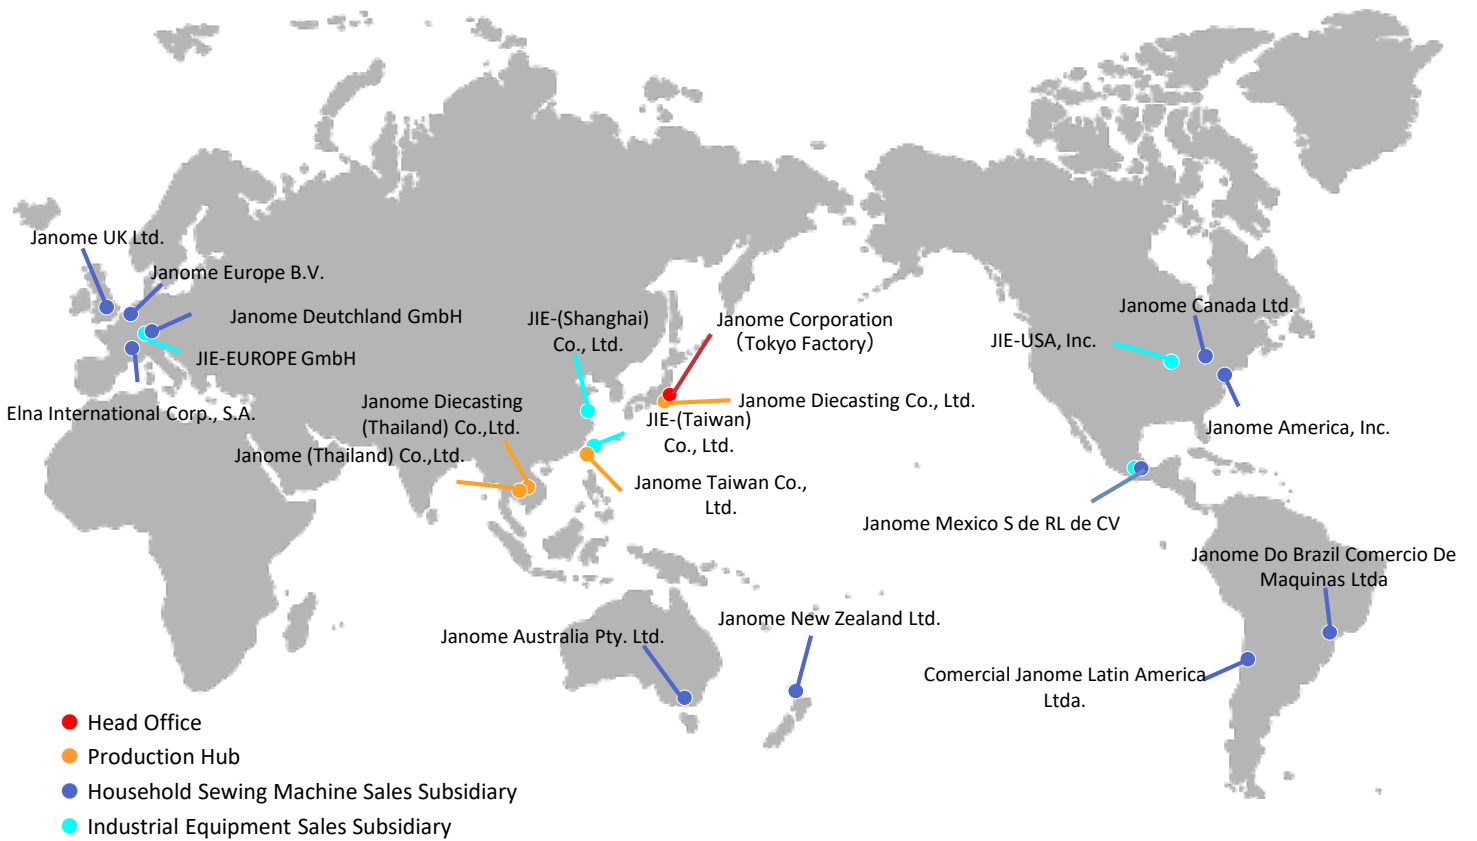 Janome UK Ltd.
Janome Europe B.V.
Janome Deutchland GmbH
JIE-EUROPE GmbH
Elna International Corp., S.A.
JIE-(Shanghai)
Co., Ltd.
Janome Corporation
（Tokyo Factory）
Janome Diecasting Co., Ltd.
Janome Diecasting
(Thailand) Co.,Ltd.
Janome (Thailand) Co.,Ltd.
JIE-(Taiwan)
Co., Ltd.
Janome Taiwan Co.,
Ltd.
Janome Canada Ltd.
JIE-USA, Inc.
Janome America, Inc.
Janome Mexico S de RL de CV
Janome Do Brazil Comercio De
Maquinas Ltda
Comercial Janome Latin America
Ltda.
Janome New Zealand Ltd.
Janome Australia Pty. Ltd.
Head Office
Production Hub
Household Sewing Machine Sales Subsidiary
Industrial Equipment Sales Subsidiary